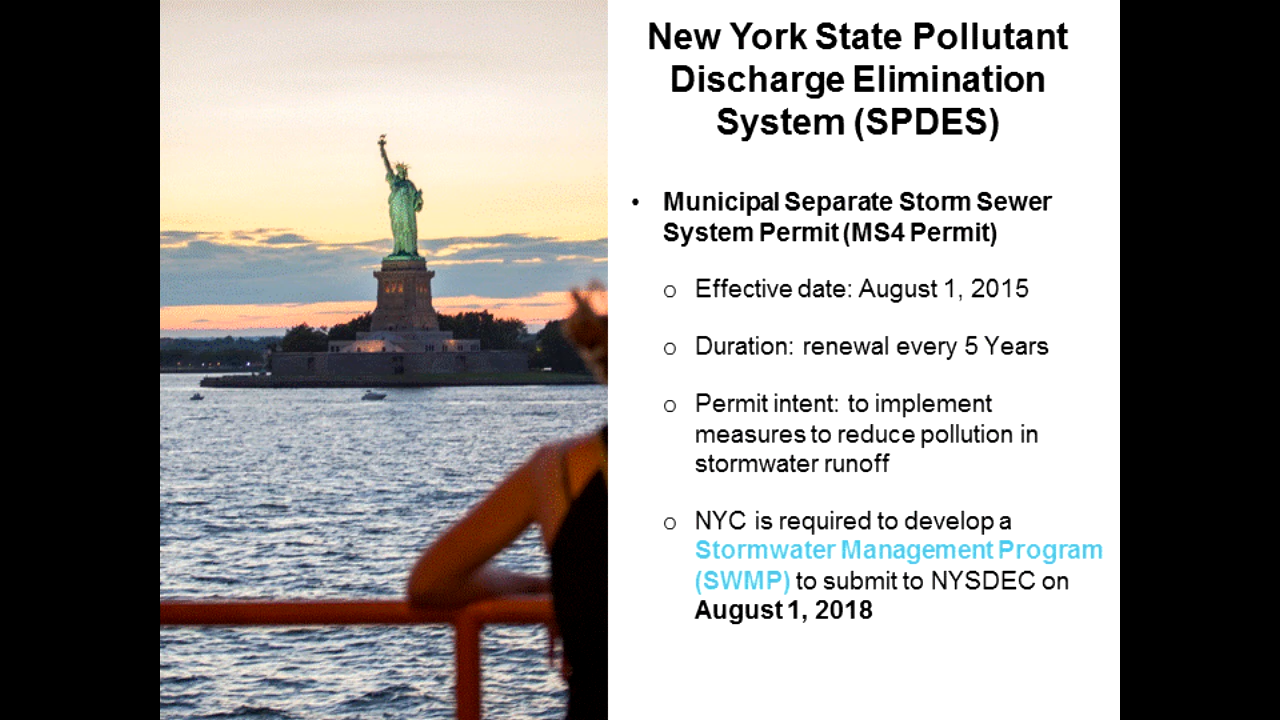 New York State Pollutant
Discharge Elimination
System (SPDES)
• Municipal Separate Storm Sewer
System Permit (MS4 Permit)
o Effective date: August 1, 2015
o Duration: renewal every 5 Years
o Permit intent: to implement
measures to reduce pollution in
stormwater runoff
o NYC is required to develop a
Stormwater Management Program
(SWMP) to submit to NYSDEC on
August 1, 2018